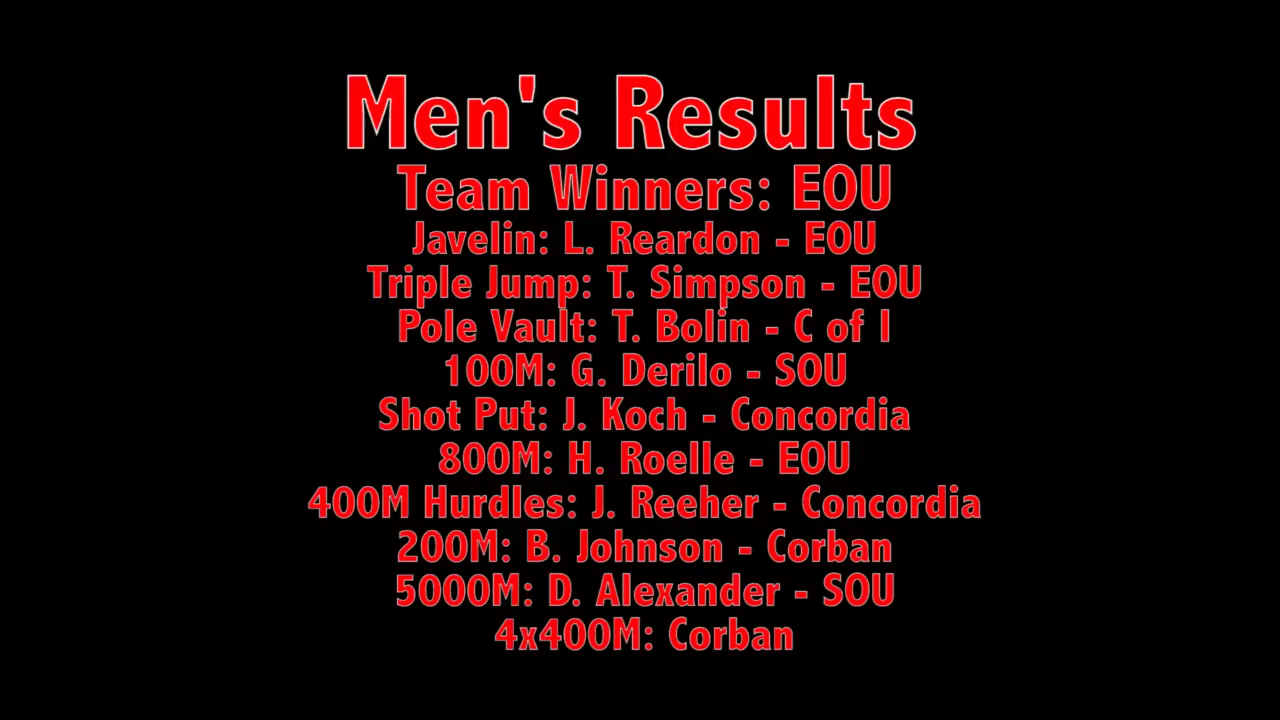 Men's Results
Team Winners: EOU
Javelin: L. Reardon - EOU
Triple Jump: T. Simpson - EOU
Pole Vault: T. Bolin - C of I
100M: G. Derilo - SOU
Shot Put: J. Koch - Concordia
800M: H. Roelle - EOU
400M Hurdles: J. Reeher - Concordia
200M: B. Johnson - Corban
5000M: D. Alexander - SOU
4x400M: Corban